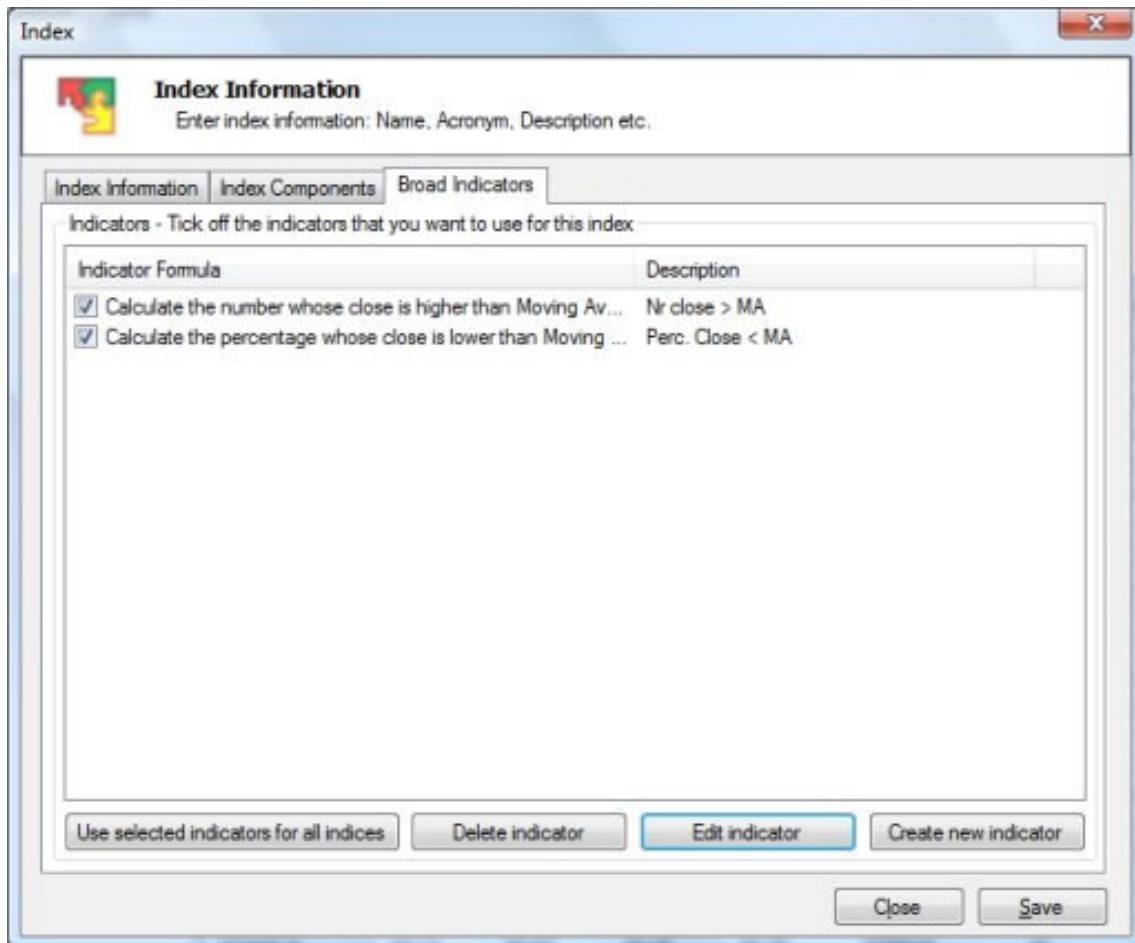 Index
Index Information
Enter index information: Name, Acronym, Description etc.
Index Information Index Components Broad Indicators
Indicators - Tick off the indicators that you want to use for this index
Indicator Formula Description
Calculate the number whose close is higher than Moving Av... Nr close > MA
Calculate the percentage whose close is lower than Moving ... Perc. Close < MA
Use selected indicators for all indices Delete indicator Edit indicator Create new indicator
Close Save